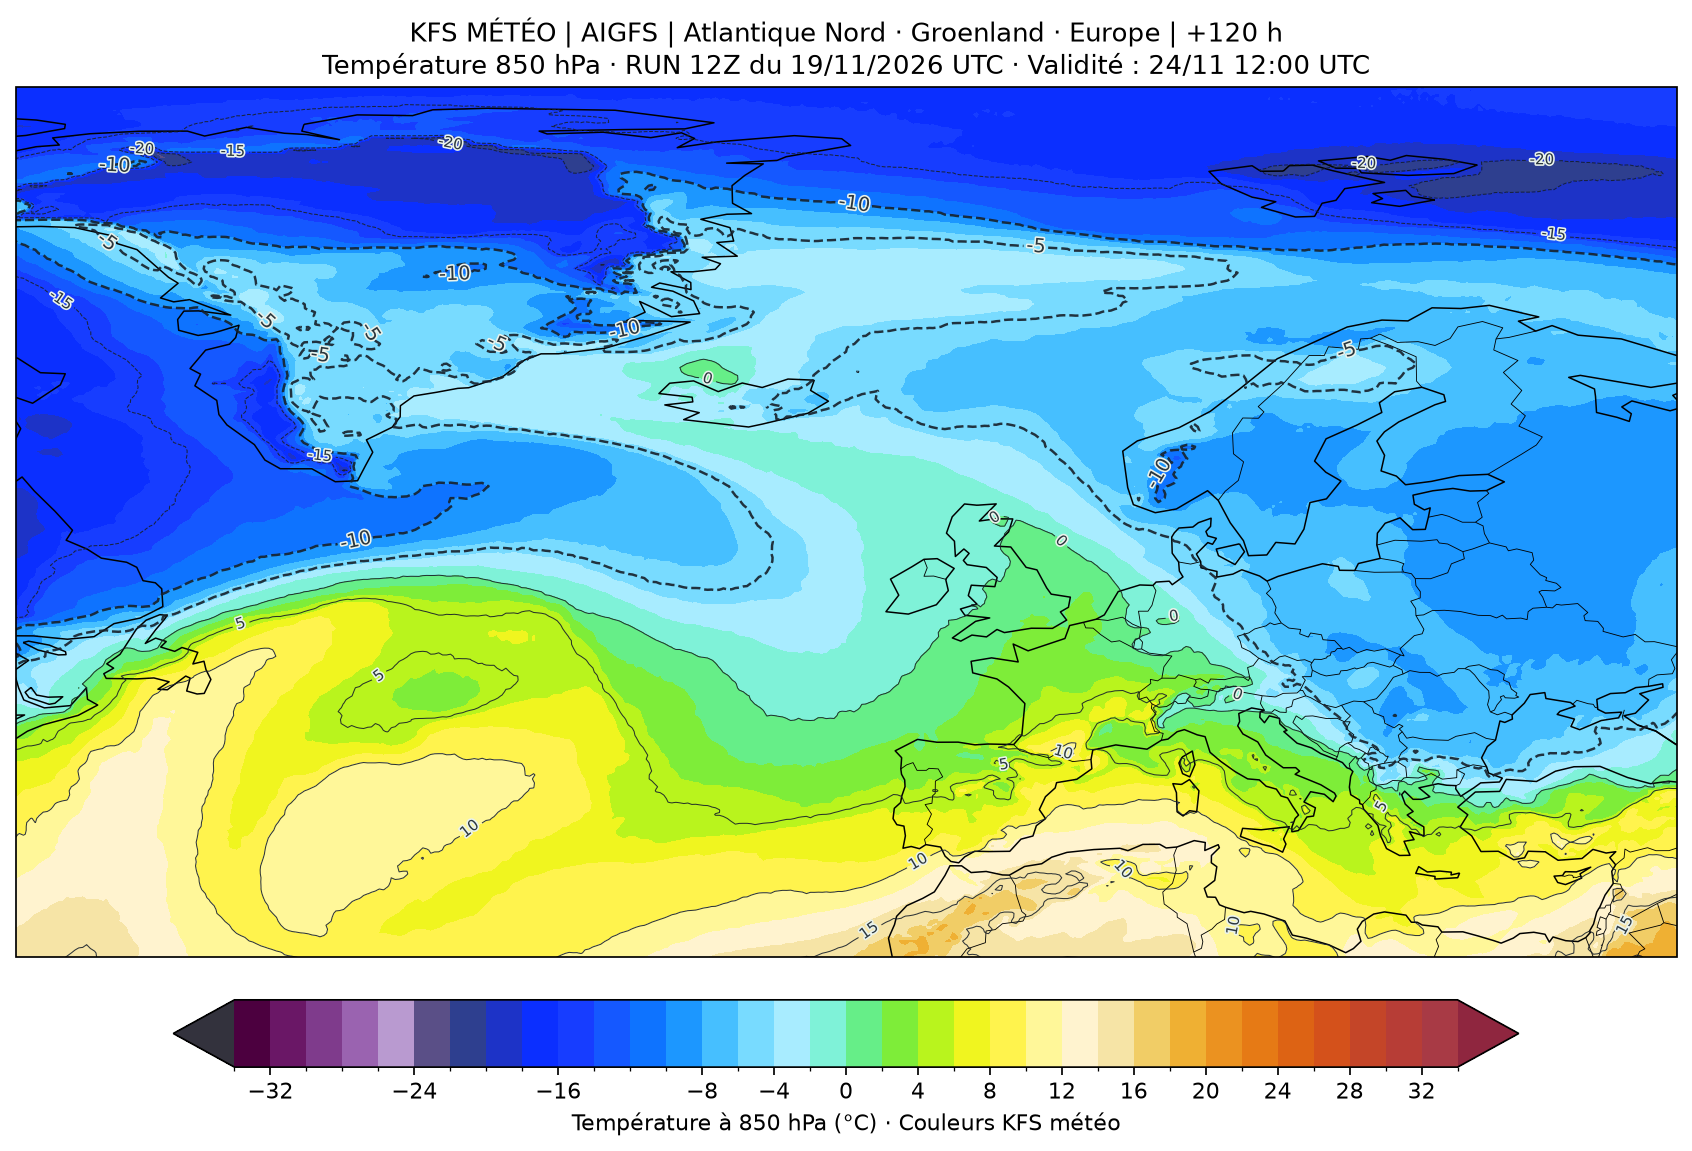 KFS MÉTÉO | AIGFS | Atlantique Nord · Groenland · Europe | +120 h
Température 850 hPa · RUN 12Z du 19/11/2026 UTC · Validité : 24/11 12:00 UTC
-20 -15 -20 -20 -20
-10
-10
-5 -5 -15
-10
-15
-5 -5 -10
-5 -5 -5
0
-15 -10
0
-10 0
5 0
5
0
-10 5
5
10
10 10
15 10 15
−32 −24 −16 −8 −4 0 4 8 12 16 20 24 28 32
Température à 850 hPa (°C) · Couleurs KFS météo